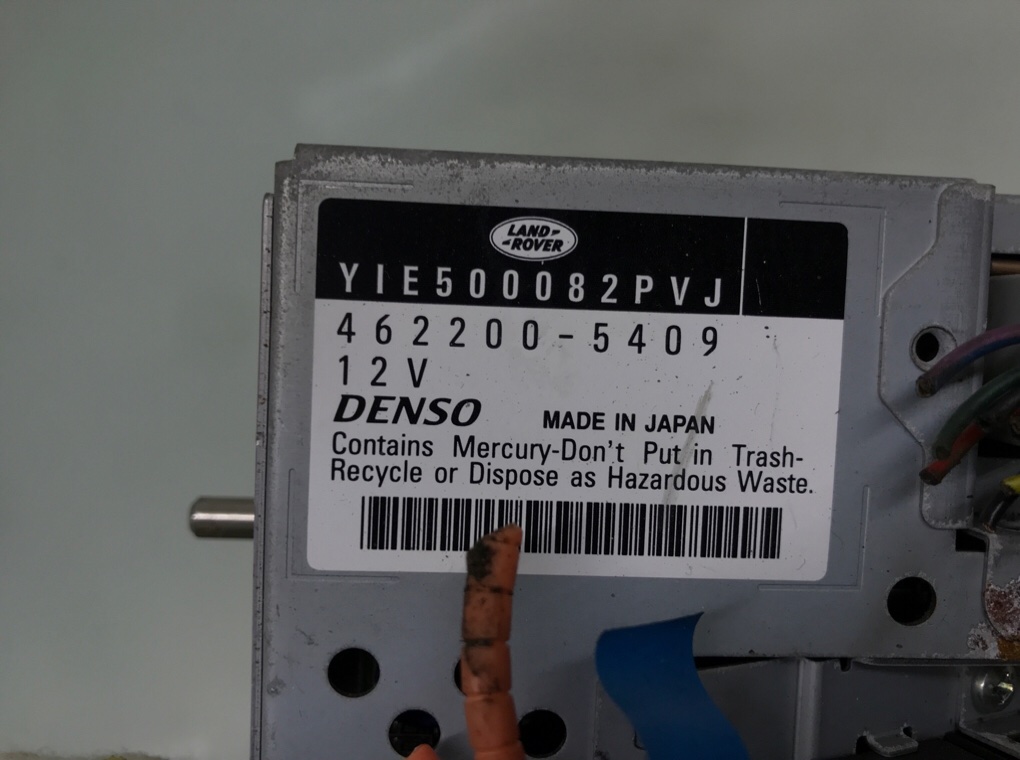 LAND-
-ROVER
YIE500082PVJ
462200-5409
12V
DENSO MADE IN JAPAN
Contains Mercury-Don't Put in Trash-
Recycle or Dispose as Hazardous Waste.